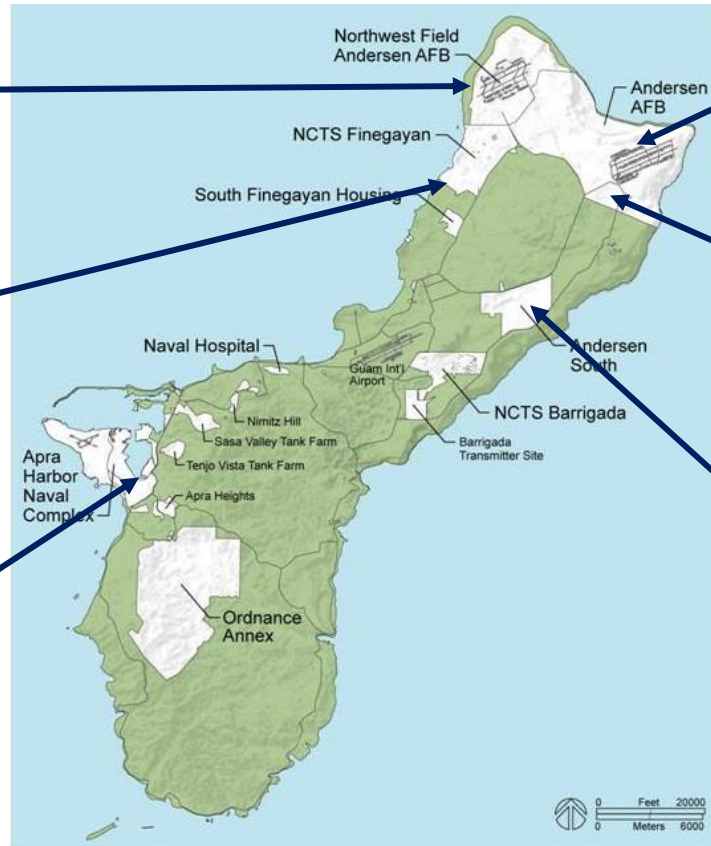 Northwest Field
Andersen AFB
Andersen
AFB
NCTS Finegayan
South Finegayan Housing
Naval Hospital
Guam Int'l
Airport
Andersen
South
Nimitz Hill
NCTS Barrigada
Sasa Valley Tank Farm
Barrigada
Transmitter Site
Apra
Harbor
Naval
Complex
Tenjo Vista Tank Farm
Apra Heights
Ordnance
Annex
0 Feet 20000
0 Meters 6000